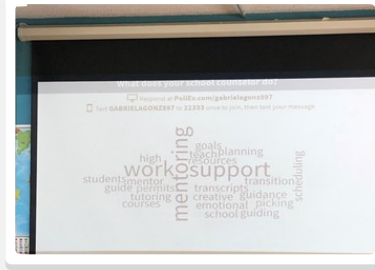 What does your school counselor do?
Respond at PollEv.com/gabrielagonz997
Text GABRIELAGONZ997 to 22333 once to join, then text your message
mentoring
goals
teach planning
high resources
work support
scheduling
students mentor transition
guide permits transcripts
tutoring creative guidance
courses emotional picking
school guiding